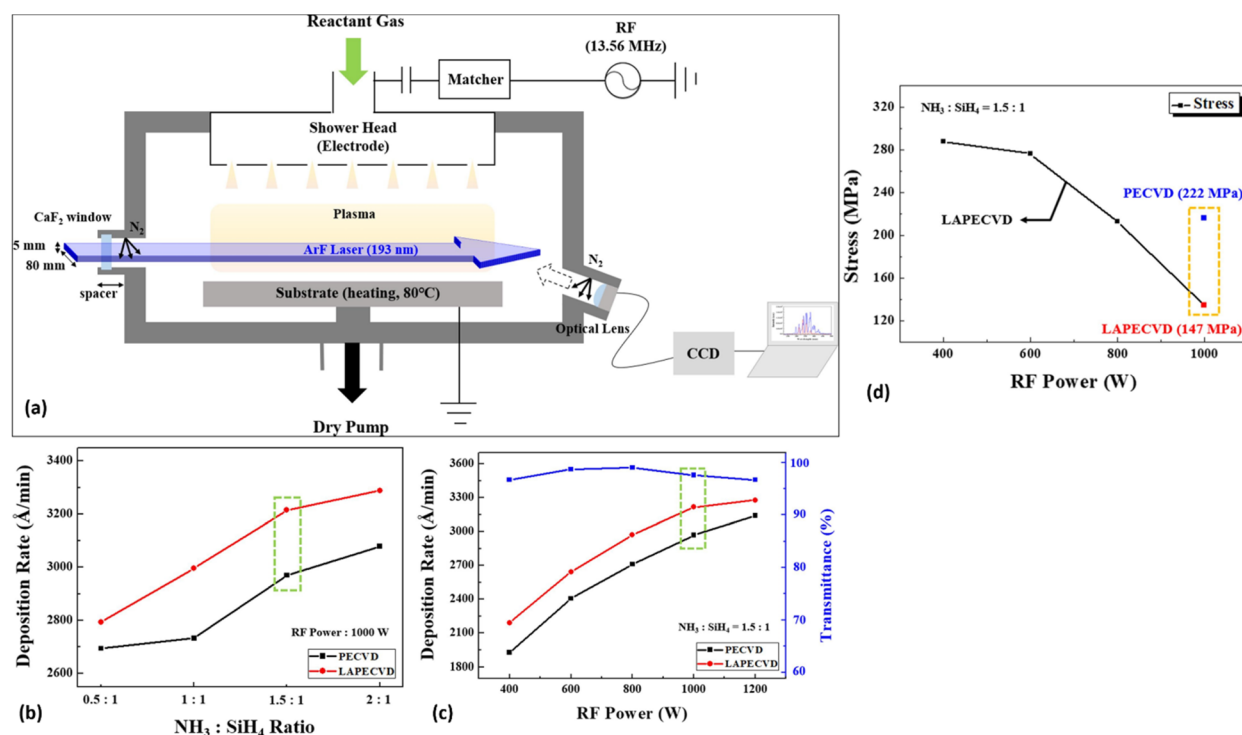 Reactant Gas
RF
(13.56 MHz)
Matcher
Shower Head
(Electrode)
CaF₂ window
N₂
Plasma
5 mm
80 mm
ArF Laser (193 nm)
N₂
spacer
Substrate (heating, 80℃)
Optical Lens
CCD
(a)
Dry Pump
NH₃ : SiH₄ = 1.5 : 1
Stress
320
280
240
200
160
120
Stress (MPa)
PECVD (222 MPa)
LAPECVD
LAPECVD (147 MPa)
400
600
800
1000
RF Power (W)
(d)
3400
3200
3000
2800
2600
Deposition Rate (Å/min)
RF Power : 1000 W
PECVD
LAPECVD
0.5 : 1
1 : 1
1.5 : 1
2 : 1
(b)
NH₃ : SiH₄ Ratio
3600
3300
3000
2700
2400
2100
1800
Deposition Rate (Å/min)
100
90
80
70
60
Transmittance (%)
NH₃ : SiH₄ = 1.5 : 1
PECVD
LAPECVD
400
600
800
1000
1200
(c)
RF Power (W)